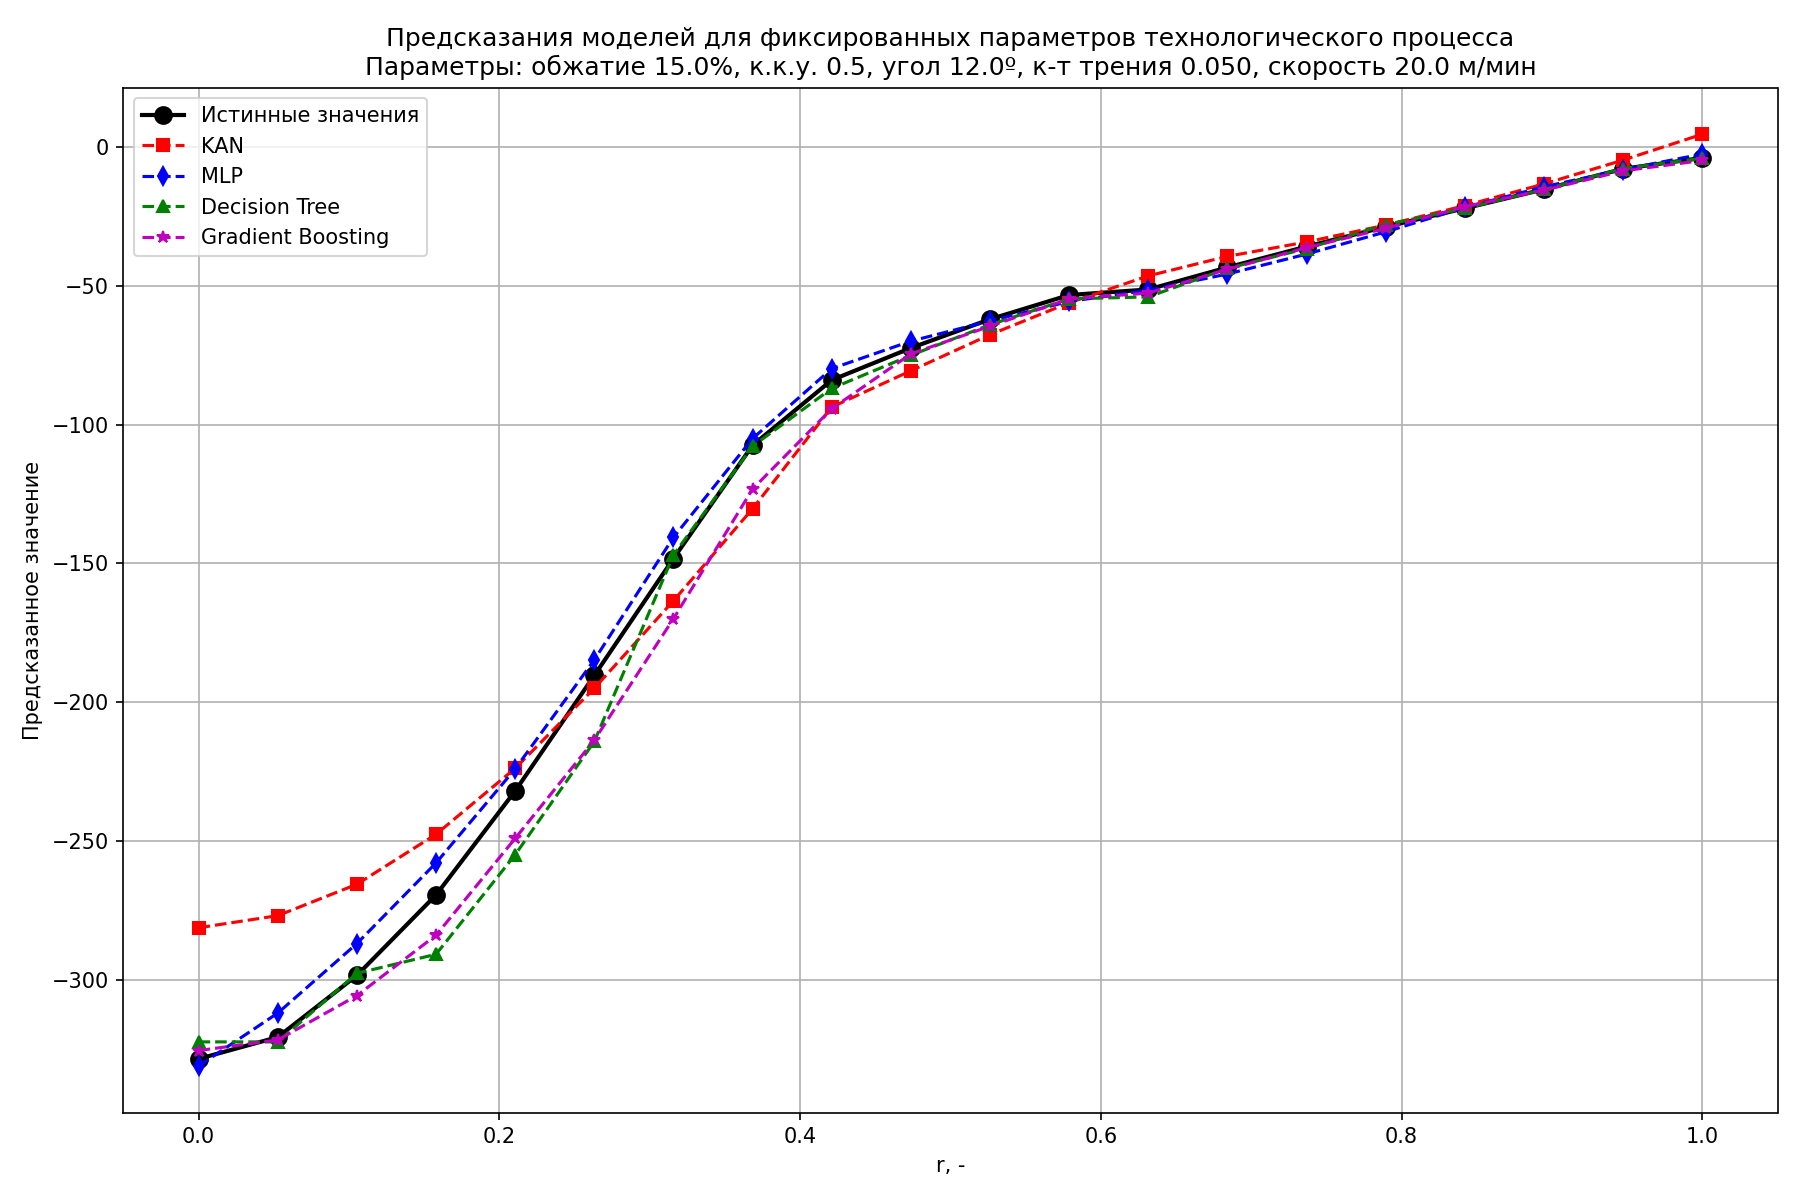 Предсказания моделей для фиксированных параметров технологического процесса
Параметры: обжатие 15.0%, к.к.у. 0.5, угол 12.0º, к-т трения 0.050, скорость 20.0 м/мин
Истинные значения
KAN
MLP
Decision Tree
Gradient Boosting
Предсказанное значение
0
−50
−100
−150
−200
−250
−300
0.0 0.2 0.4 0.6 0.8 1.0
r, -